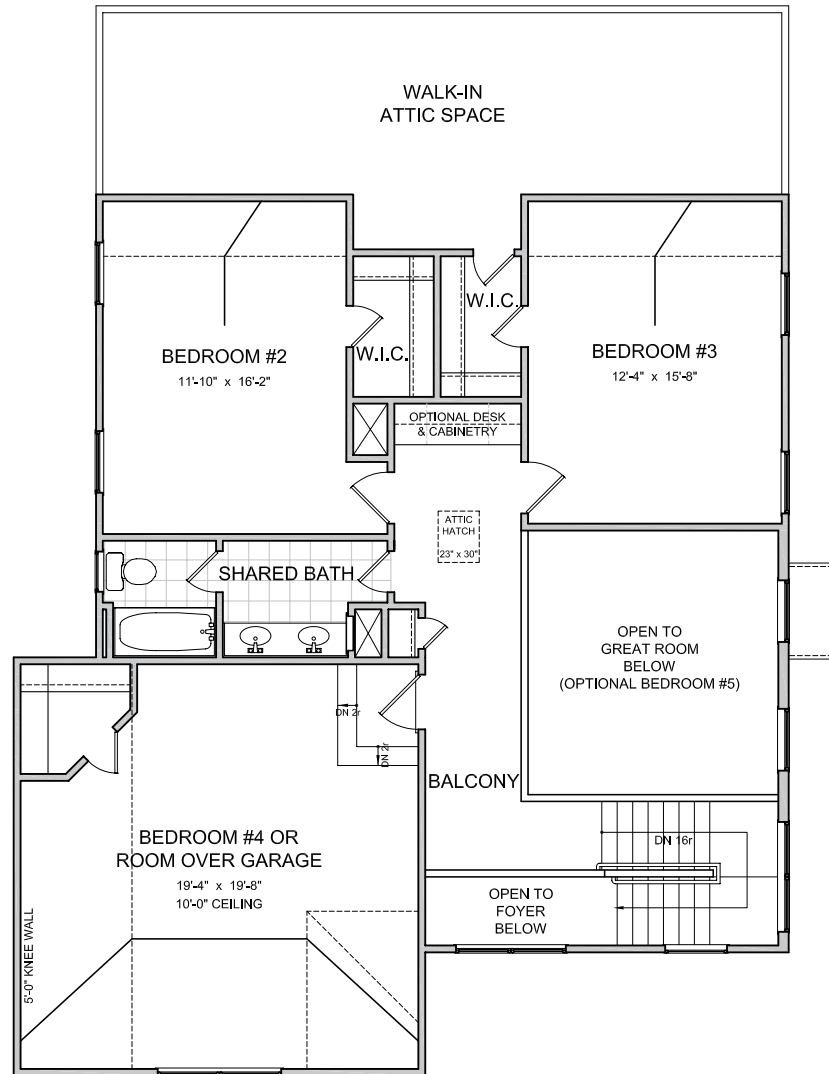 WALK-IN
ATTIC SPACE
W.I.C.
BEDROOM #2
11'-10" x 16'-2"
W.I.C.
BEDROOM #3
12'-4" x 15'-8"
OPTIONAL DESK
& CABINETRY
ATTIC
HATCH
23" x 30"
SHARED BATH
OPEN TO
GREAT ROOM
BELOW
(OPTIONAL BEDROOM #5)
DN 2r
DN 2r
BALCONY
BEDROOM #4 OR
ROOM OVER GARAGE
19'-4" x 19'-8"
10'-0" CEILING
5'-0" KNEE WALL
DN 16r
OPEN TO
FOYER
BELOW